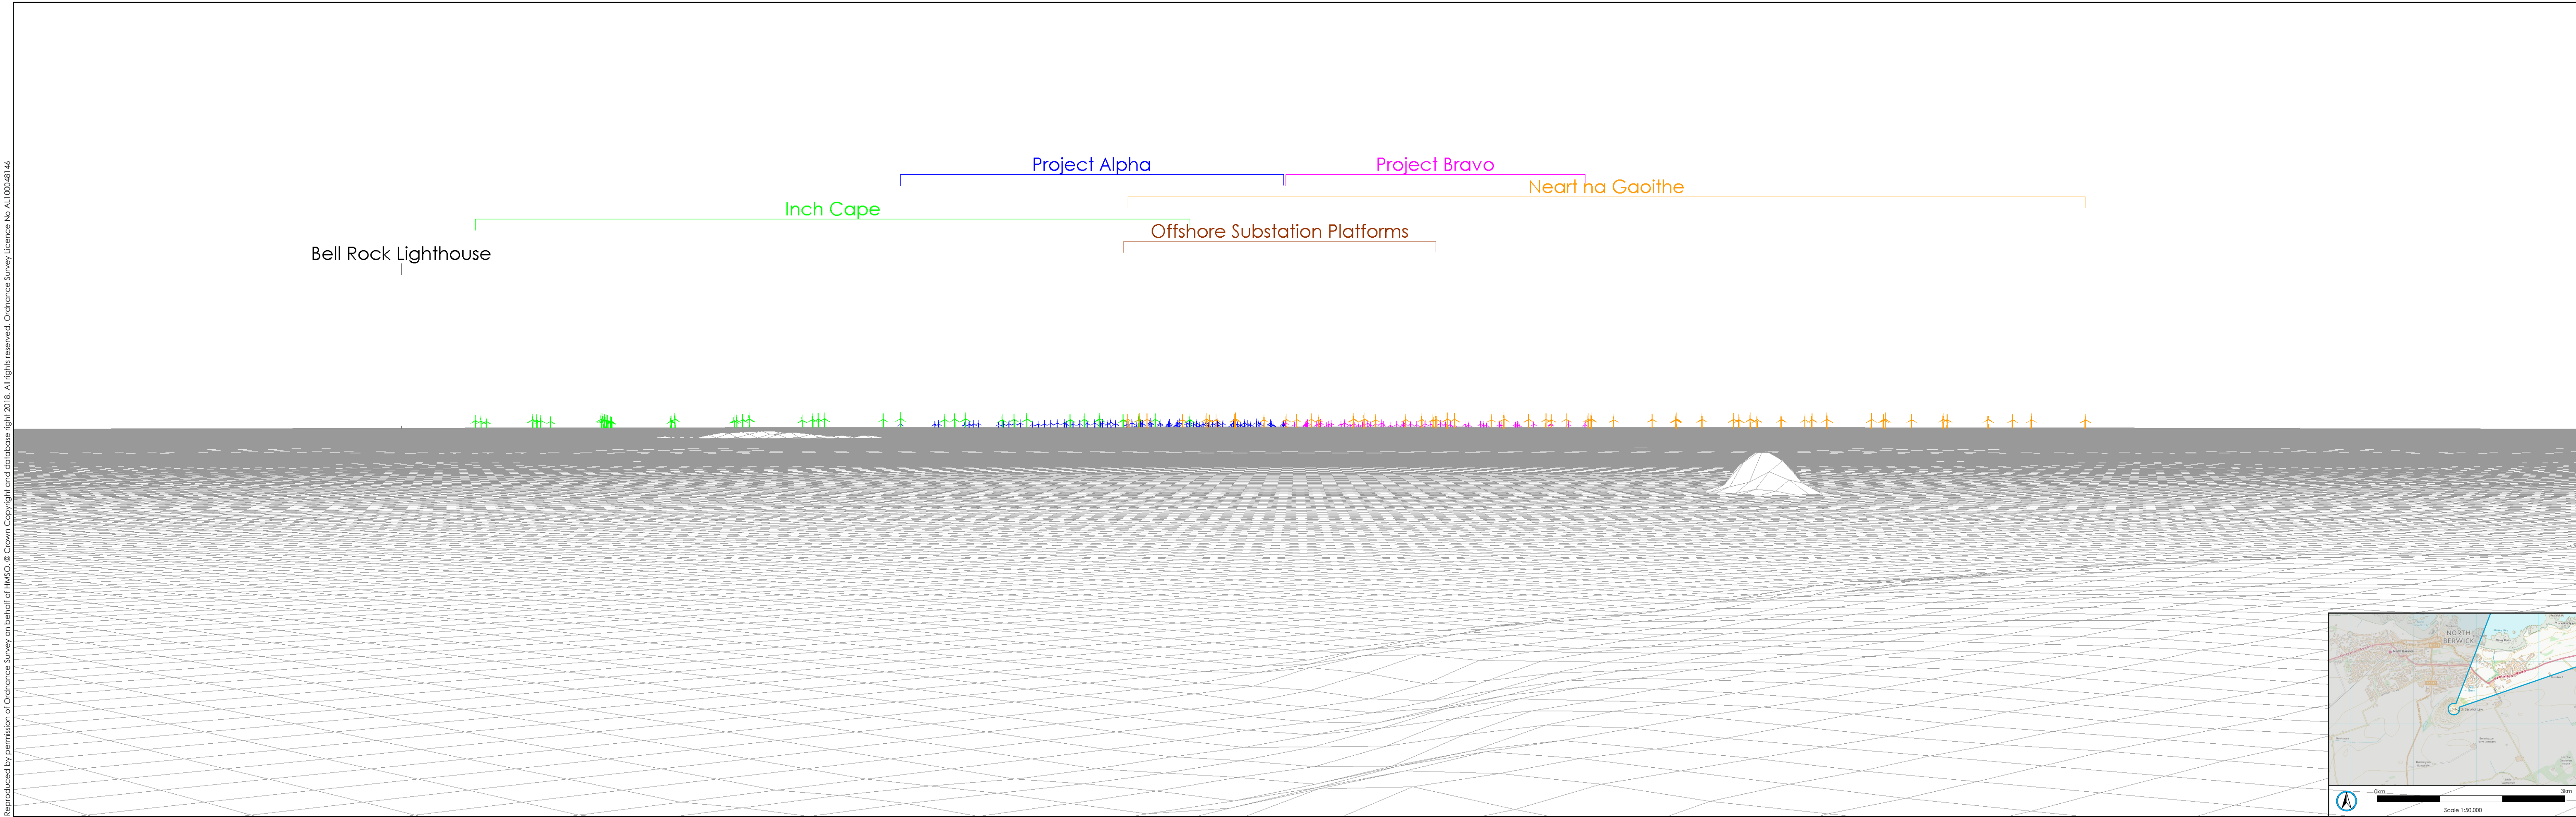 Project Alpha
Project Bravo
Neart na Gaoithe
Inch Cape
Offshore Substation Platforms
Bell Rock Lighthouse
Reproduced by permission of Ordnance Survey on behalf of HMSO. © Crown Copyright and database right 2018. All rights reserved. Ordnance Survey Licence No AL100048146
NORTH
BERWICK
0km
3km
Scale 1:50,000